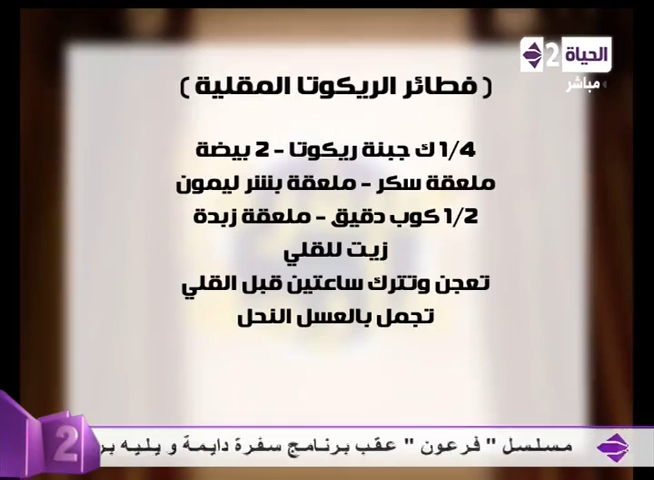 الحياة 2
مباشر
( فطائر الريكوتا المقلية )
1/4 ك جبنة ريكوتا - 2 بيضة
ملعقة سكر - ملعقة بشر ليمون
1/2 كوب دقيق - ملعقة زبدة
زيت للقلي
تعجن وتترك ساعتين قبل القلي
تجمل بالعسل النحل
مسلسل " فرعون " عقب برنامج سفرة دايمة و يليه بر
2